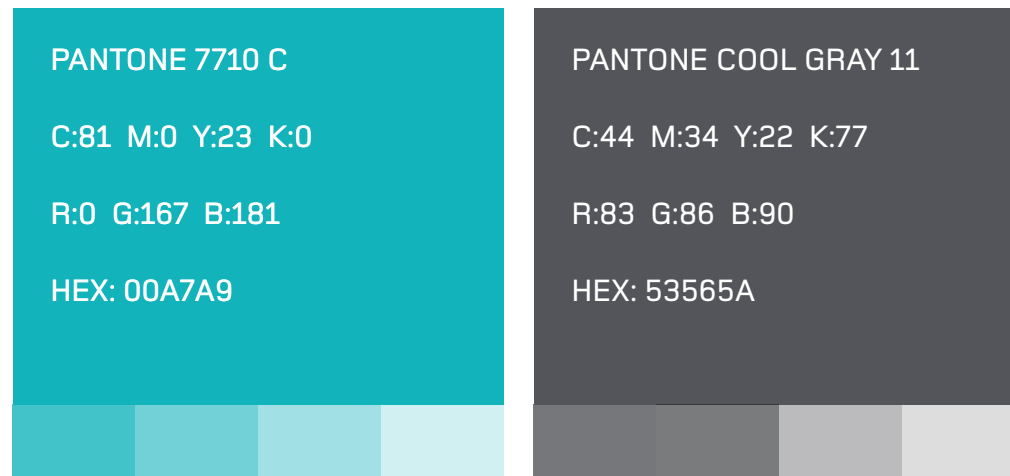 PANTONE 7710 C
C:81 M:0 Y:23 K:0
R:0 G:167 B:181
HEX: 00A7A9
PANTONE COOL GRAY 11
C:44 M:34 Y:22 K:77
R:83 G:86 B:90
HEX: 53565A